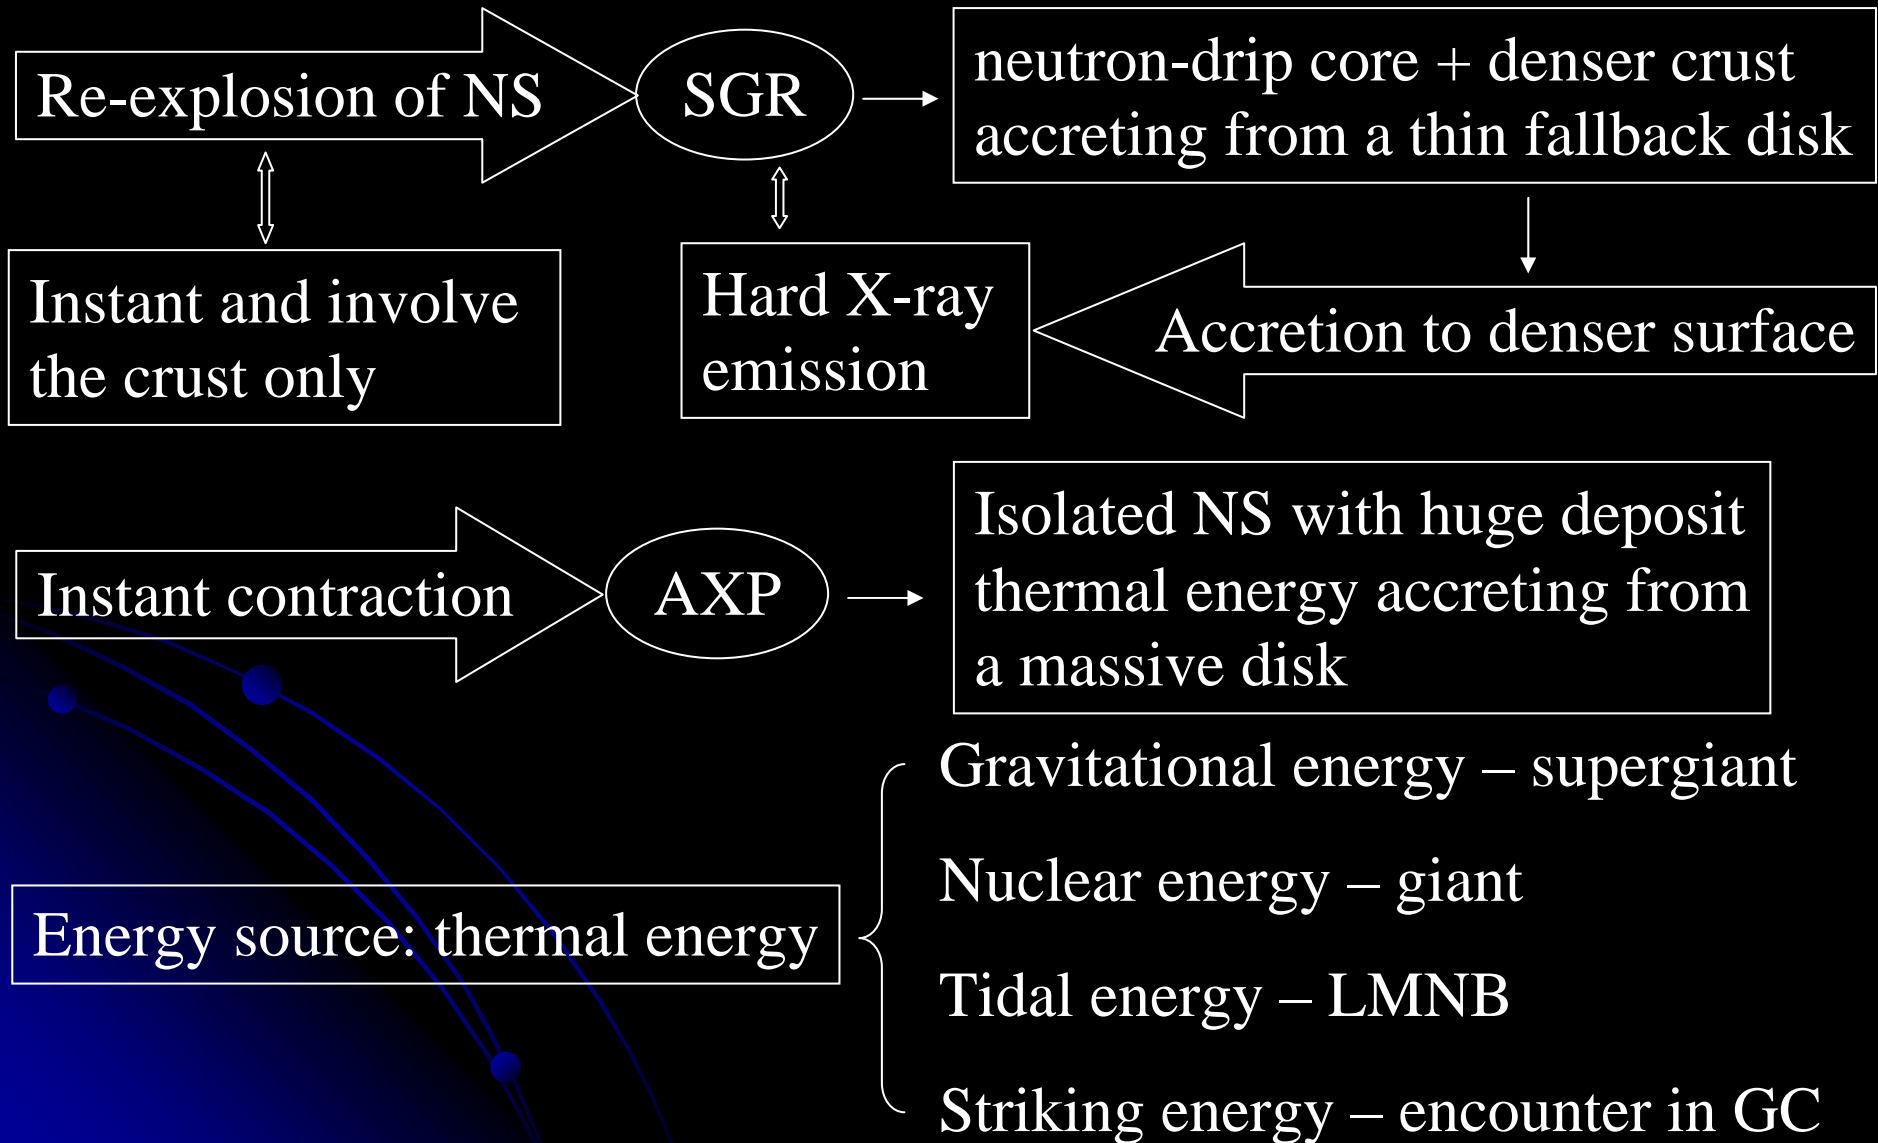 Re-explosion of NS
SGR
neutron-drip core + denser crust
accreting from a thin fallback disk
Instant and involve
the crust only
Hard X-ray
emission
Accretion to denser surface
Instant contraction
AXP
Isolated NS with huge deposit
thermal energy accreting from
a massive disk
Energy source: thermal energy
Gravitational energy – supergiant
Nuclear energy – giant
Tidal energy – LMNB
Striking energy – encounter in GC